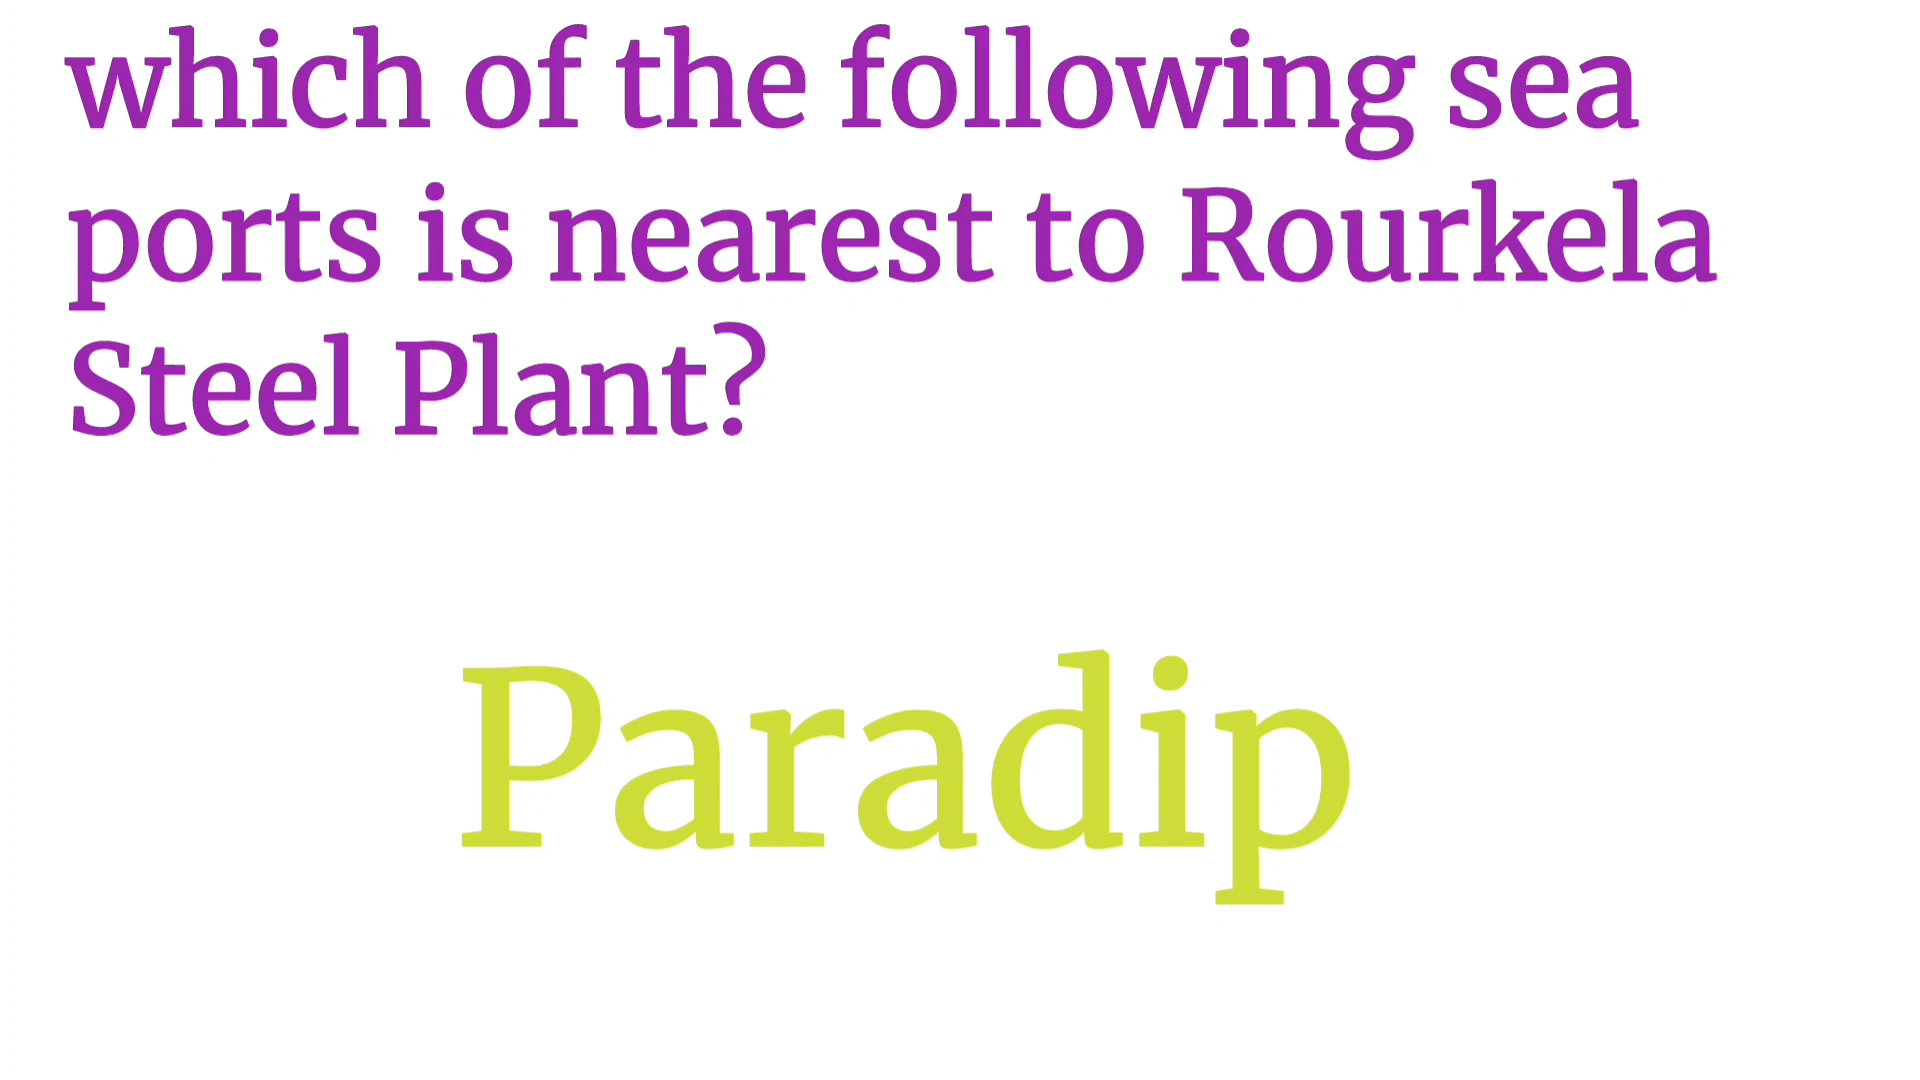 which of the following sea
ports is nearest to Rourkela
Steel Plant?
Paradip